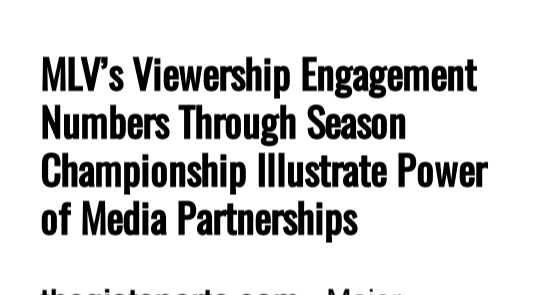 MLV’s Viewership Engagement
Numbers Through Season
Championship Illustrate Power
of Media Partnerships